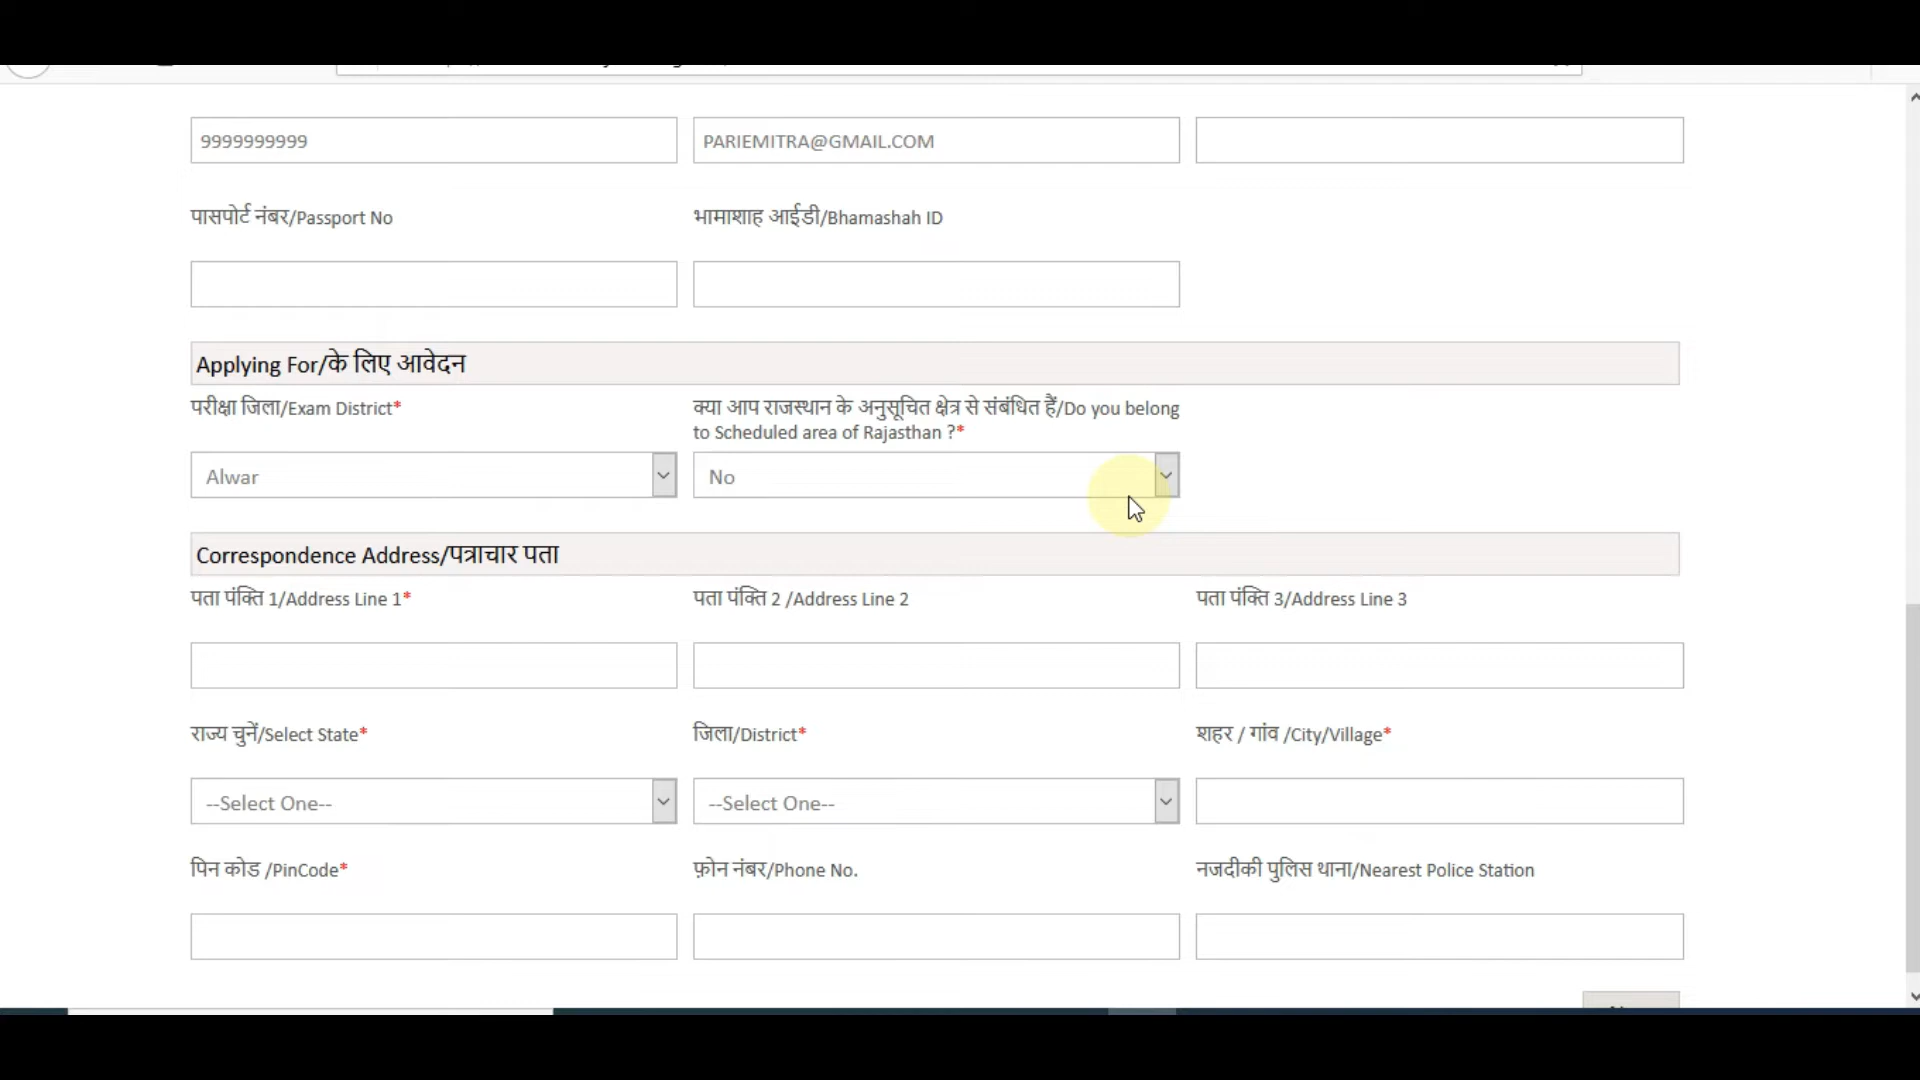 9999999999
PARIEMITRA@GMAIL.COM
पासपोर्ट नंबर/Passport No
भामाशाह आईडी/Bhamashah ID
Applying For/के लिए आवेदन
परीक्षा जिला/Exam District*
क्या आप राजस्थान के अनुसूचित क्षेत्र से संबंधित हैं/Do you belong
to Scheduled area of Rajasthan ?*
Alwar
No
Correspondence Address/पत्राचार पता
पता पंक्ति 1/Address Line 1*
पता पंक्ति 2 /Address Line 2
पता पंक्ति 3/Address Line 3
राज्य चुनें/Select State*
जिला/District*
शहर / गांव /City/Village*
--Select One--
--Select One--
पिन कोड /PinCode*
फ़ोन नंबर/Phone No.
नजदीकी पुलिस थाना/Nearest Police Station